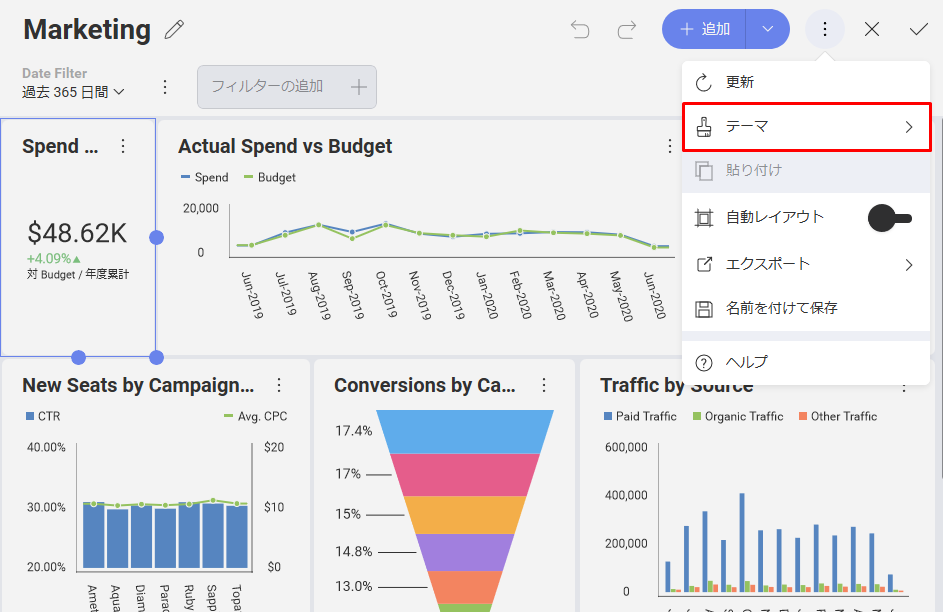 Marketing
追加
Date Filter
過去 365 日間
フィルターの追加
更新
テーマ
貼り付け
自動レイアウト
エクスポート
名前を付けて保存
ヘルプ
Spend ...
$48.62K
+4.09%▲
対 Budget / 年度累計
Actual Spend vs Budget
Spend Budget
20,000
0
Jun-2019
Jul-2019
Aug-2019
Sep-2019
Oct-2019
Nov-2019
Dec-2019
Jan-2020
Feb-2020
Mar-2020
Apr-2020
May-2020
Jun-2020
New Seats by Campaign...
CTR Avg. CPC
40.00% $20
30.00% $10
20.00% $0
Amet
Aqua
Diam
Parad
Ruby
Sapp
Topa
Conversions by Ca...
17.4%
17%
15%
14.8%
13.0%
Traffic by Source
Paid Traffic Organic Traffic Other Traffic
600,000
400,000
200,000
0